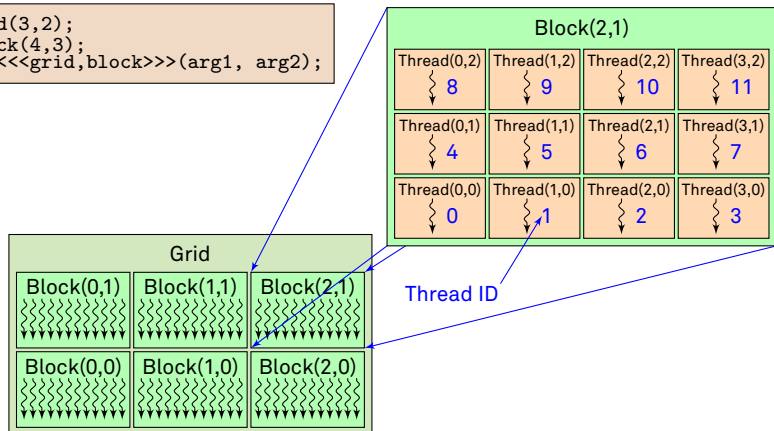 d(3,2);
ck(4,3);
<<<grid,block>>>(arg1, arg2);
Block(2,1)
Thread(0,2) Thread(1,2) Thread(2,2) Thread(3,2)
8 9 10 11
Thread(0,1) Thread(1,1) Thread(2,1) Thread(3,1)
4 5 6 7
Thread(0,0) Thread(1,0) Thread(2,0) Thread(3,0)
0 1 2 3
Grid
Block(0,1) Block(1,1) Block(2,1)
Thread ID
Block(0,0) Block(1,0) Block(2,0)